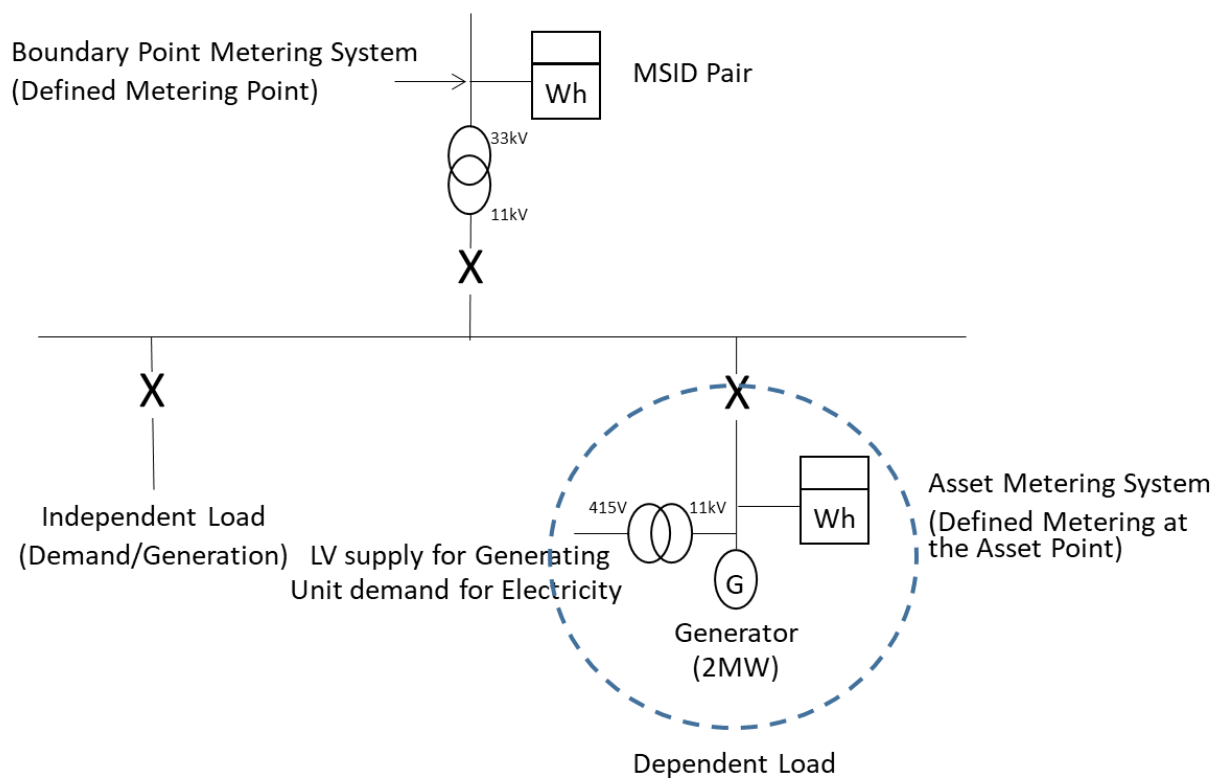 Boundary Point Metering System
(Defined Metering Point)
Wh
MSID Pair
33kV
11kV
X
X
X
Independent Load
(Demand/Generation)
415V
11kV
LV supply for Generating
Unit demand for Electricity
Wh
Asset Metering System
(Defined Metering at
the Asset Point)
G
Generator
(2MW)
Dependent Load